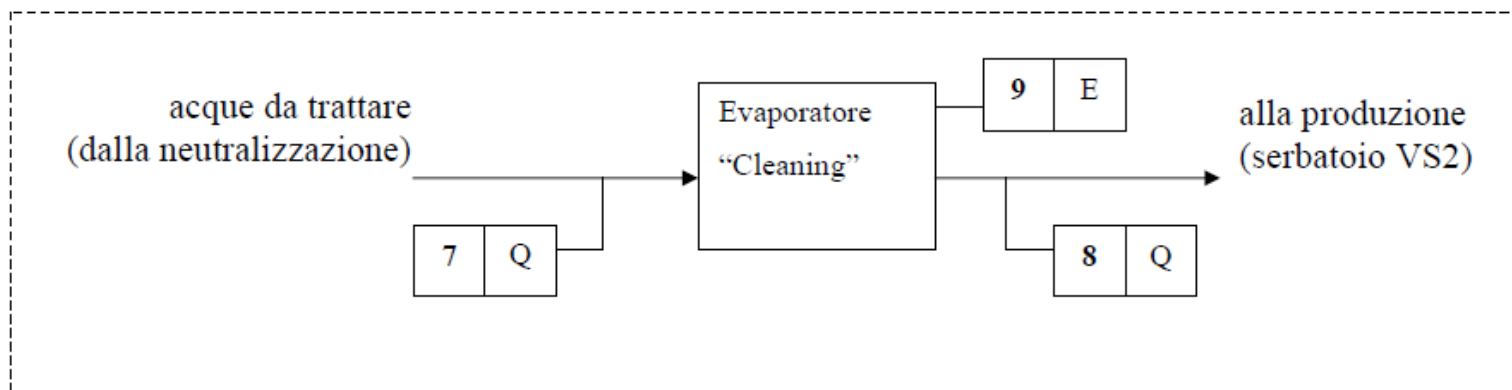 acque da trattare
(dalla neutralizzazione)
7 Q
Evaporatore
“Cleaning”
9 E
alla produzione
(serbatoio VS2)
8 Q